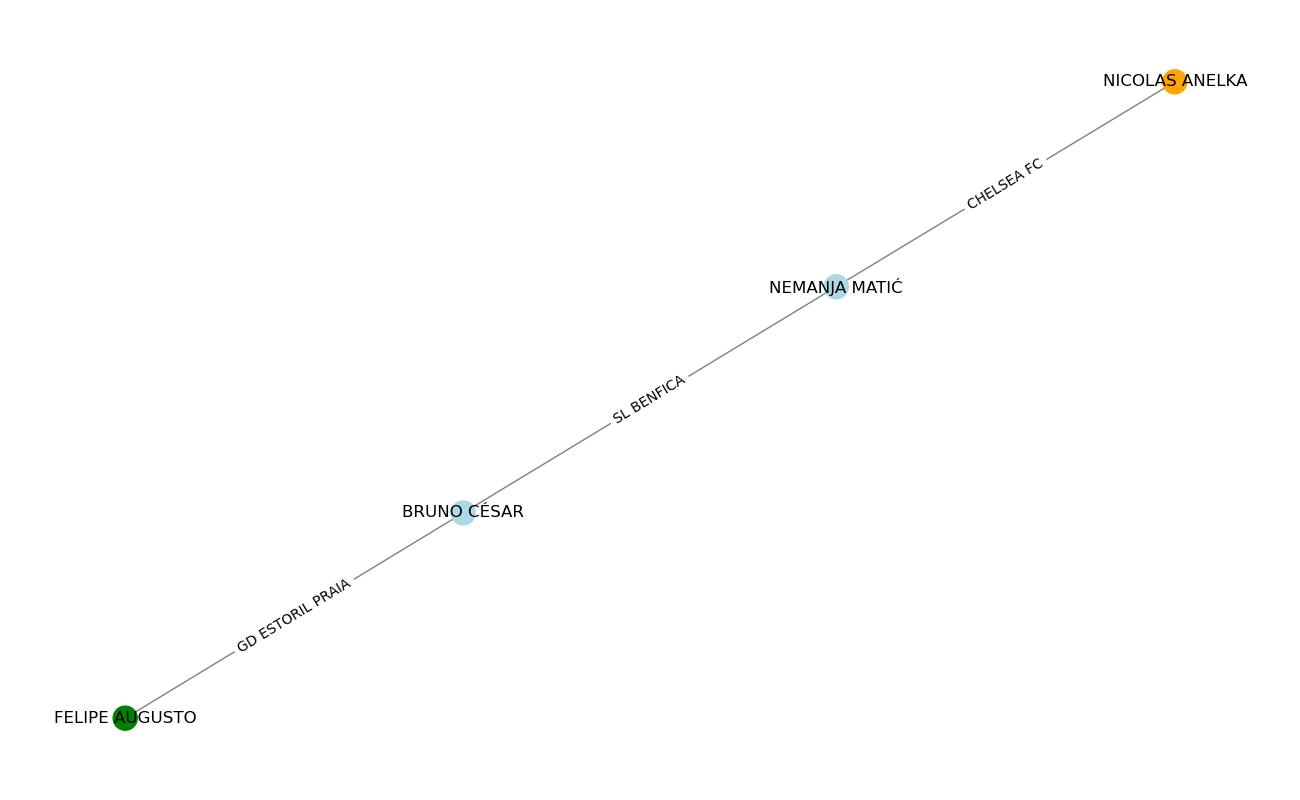 NICOLAS ANELKA
CHELSEA FC
NEMANJA MATIĆ
SL BENFICA
BRUNO CÉSAR
GD ESTORIL PRAIA
FELIPE AUGUSTO